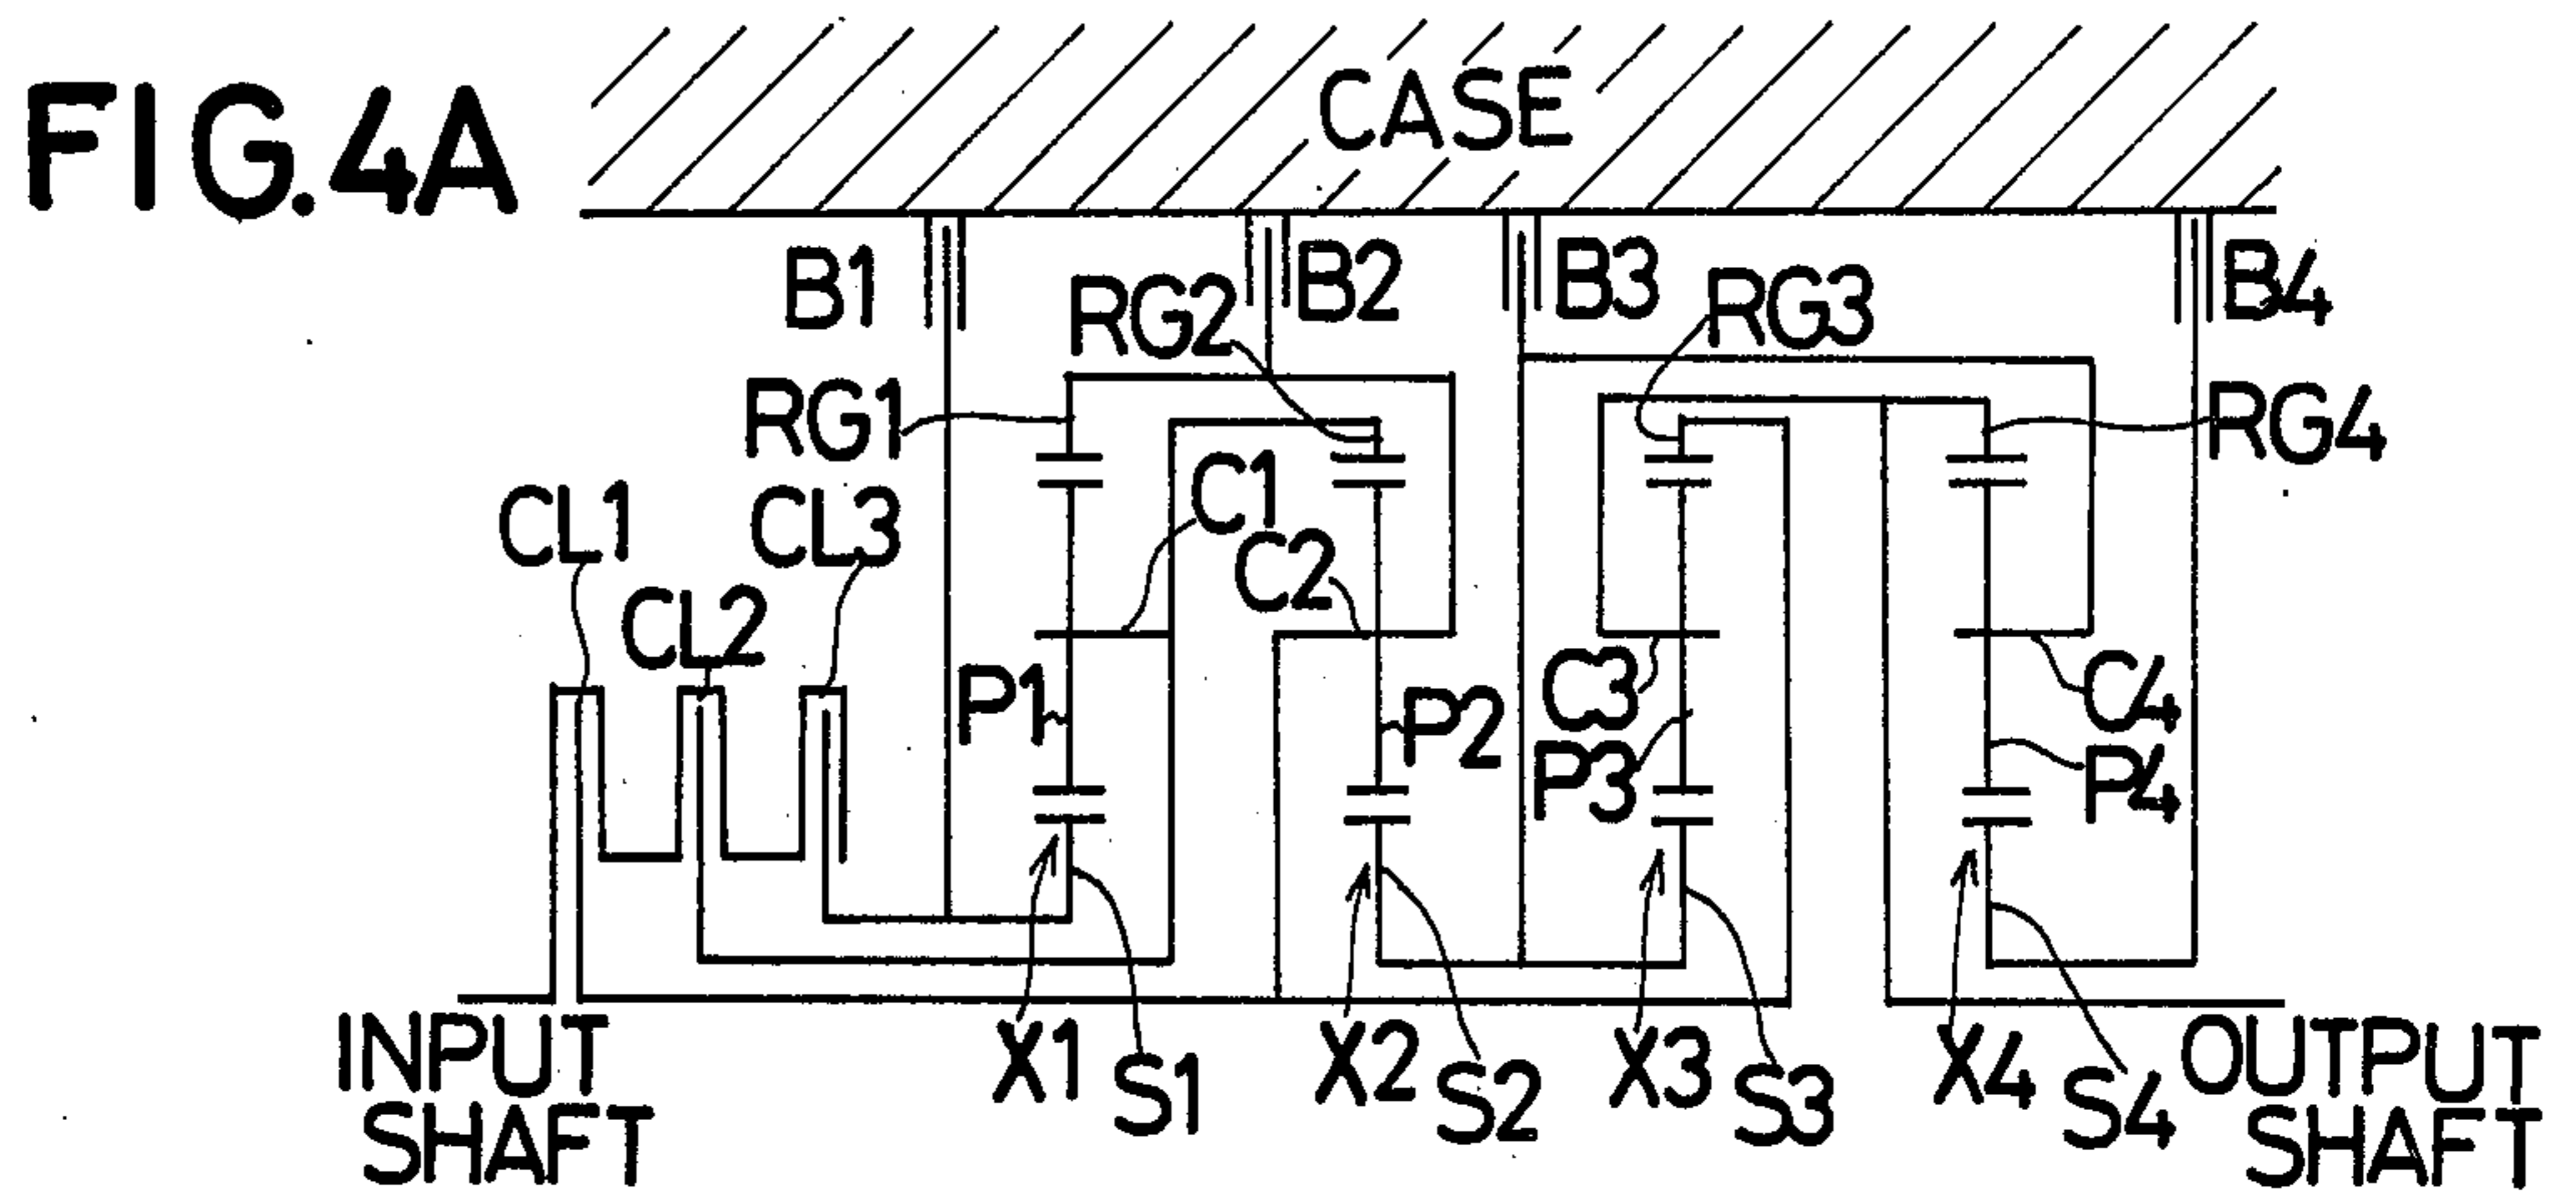 FIG.4A
CASE
B1
B2
B3
B4
RG2
RG3
RG1
RG4
CL1
CL3
C1
C2
CL2
P1
P2
C3
C4
P3
P4
INPUT
SHAFT
X1
S1
X2
S2
X3
S3
X4
S4
OUTPUT
SHAFT